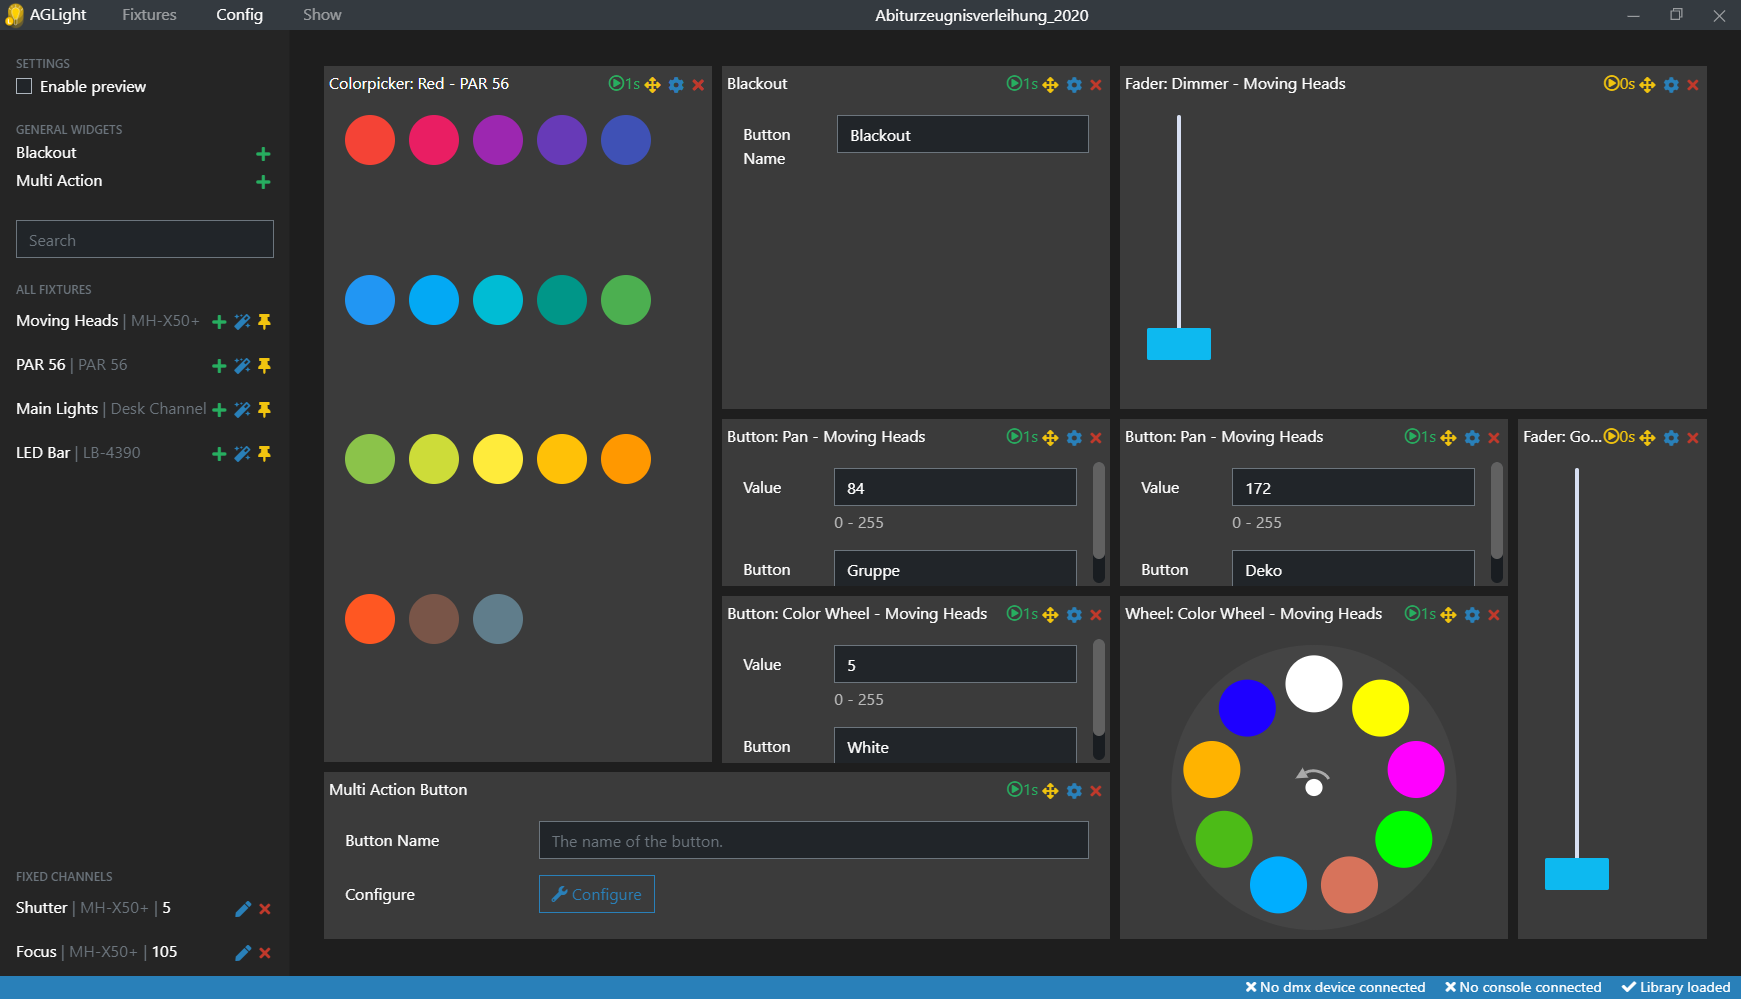 AGLight Fixtures Config Show Abiturzeugnisverleihung_2020
SETTINGS
Enable preview
GENERAL WIDGETS
Blackout
Multi Action
Search
ALL FIXTURES
Moving Heads | MH-X50+
PAR 56 | PAR 56
Main Lights | Desk Channel
LED Bar | LB-4390
FIXED CHANNELS
Shutter | MH-X50+ | 5
Focus | MH-X50+ | 105
Colorpicker: Red - PAR 56 1s
Blackout 1s
Button Name
Blackout
Fader: Dimmer - Moving Heads 0s
Button: Pan - Moving Heads 1s
Value 84
0 - 255
Button Gruppe
Button: Pan - Moving Heads 1s
Value 172
0 - 255
Button Deko
Fader: Go... 0s
Button: Color Wheel - Moving Heads 1s
Value 5
0 - 255
Button White
Wheel: Color Wheel - Moving Heads 1s
Multi Action Button 1s
Button Name The name of the button.
Configure Configure
No dmx device connected No console connected Library loaded